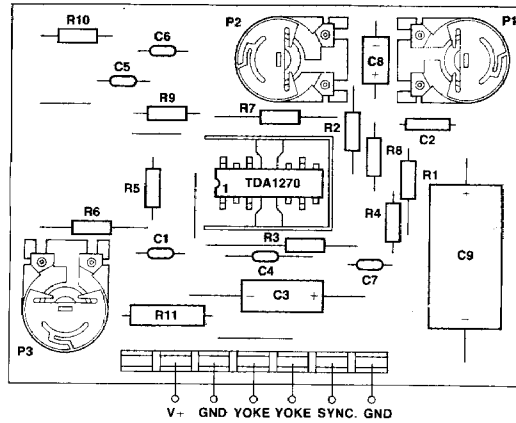 R10
C6
P2
P1
C8
- 
+
C5
R9
R7
R2
C2
R8
R5
1 TDA1270
R1
R6
R4
C9
+
-
C1
R3
C4
C7
C3 +
R11
P3
V+ GND YOKE YOKE SYNC. GND